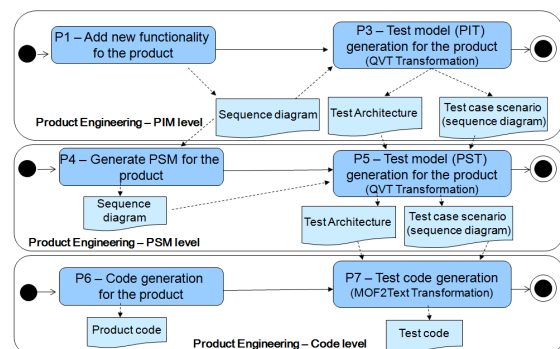 P1 – Add new functionality
fo the product
P3 – Test model (PIT)
generation for the product
(QVT Transformation)
Sequence diagram
Test Architecture
Test case scenario
(sequence diagram)
Product Engineering – PIM level
P4 – Generate PSM for the
product
P5 – Test model (PST)
generation for the product
(QVT Transformation)
Sequence
diagram
Test Architecture
Test case scenario
(sequence diagram)
Product Engineering – PSM level
P6 – Code generation
for the product
P7 – Test code generation
(MOF2Text Transformation)
Product code
Test code
Product Engineering – Code level